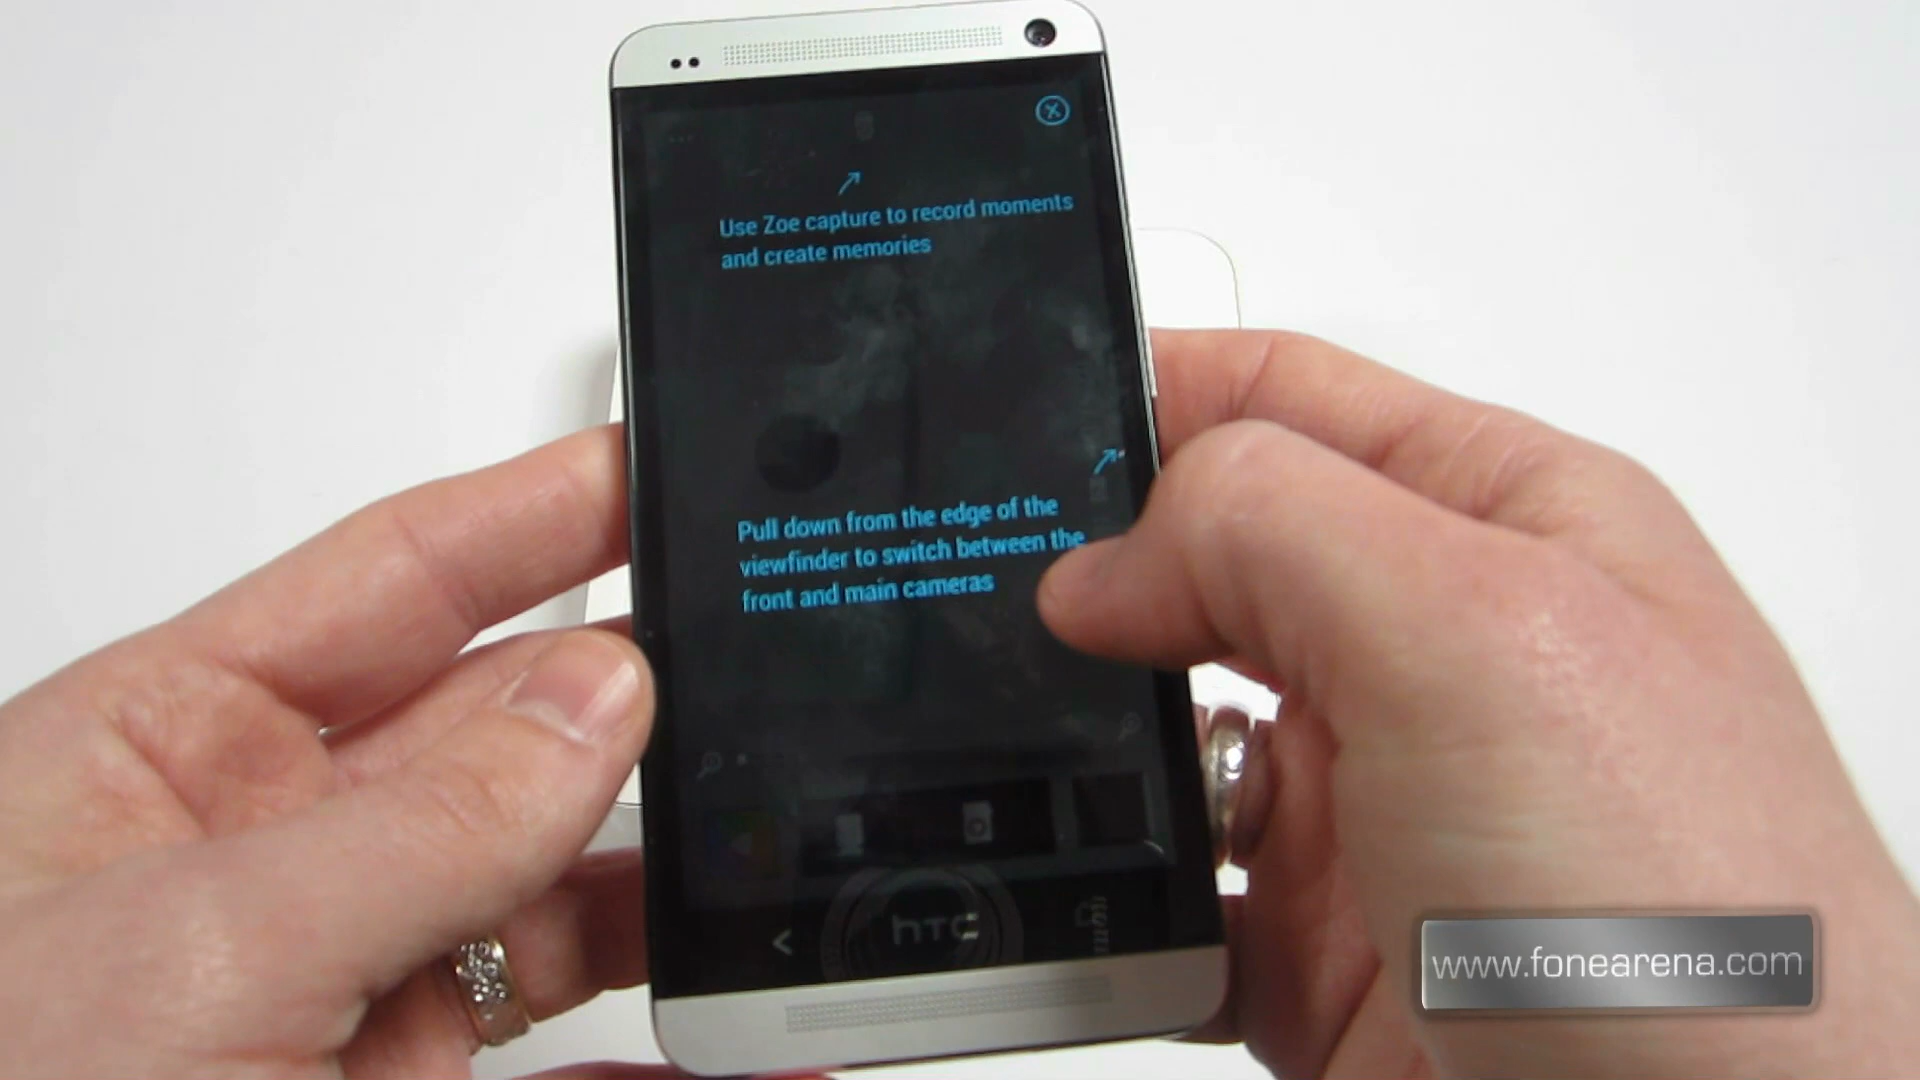 Use Zoe capture to record moments
and create memories
Pull down from the edge of the
viewfinder to switch between the
front and main cameras
hTC
www.fonearena.com